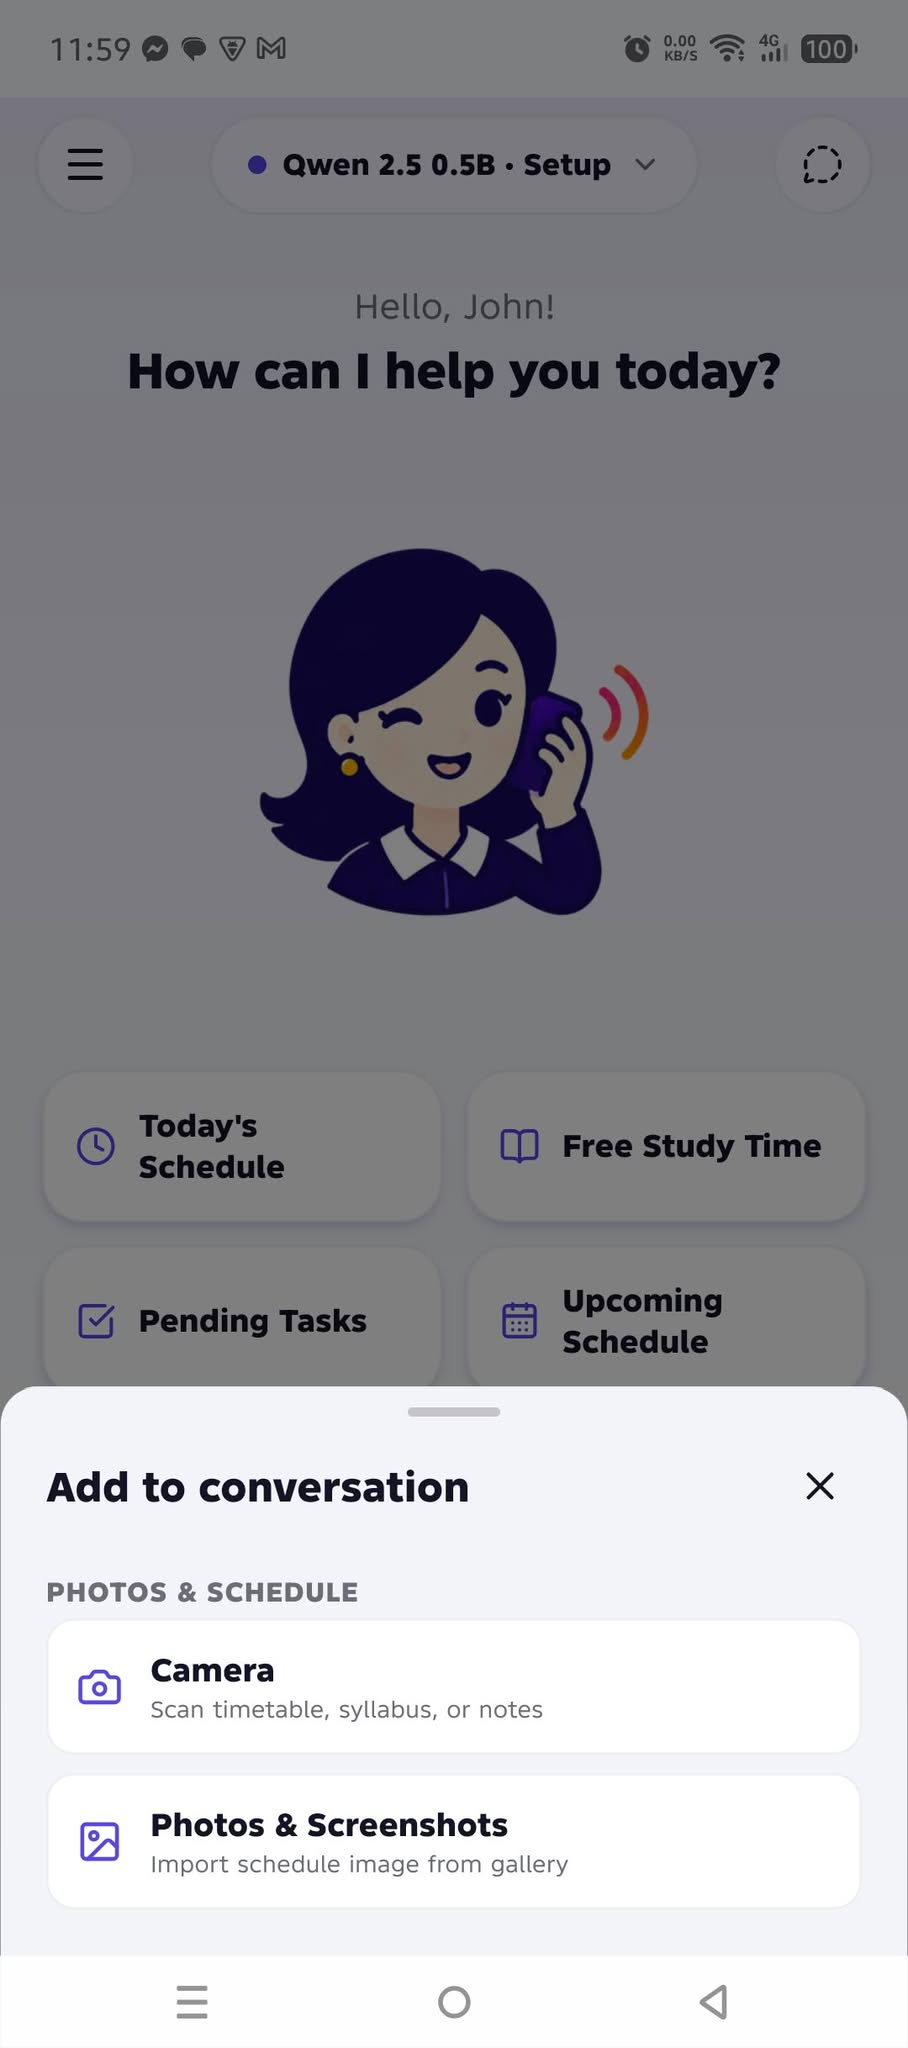 11:59
0.00
KB/S
4G
100
Qwen 2.5 0.5B • Setup
Hello, John!
How can I help you today?
Today's
Schedule
Free Study Time
Pending Tasks
Upcoming
Schedule
Add to conversation
PHOTOS & SCHEDULE
Camera
Scan timetable, syllabus, or notes
Photos & Screenshots
Import schedule image from gallery